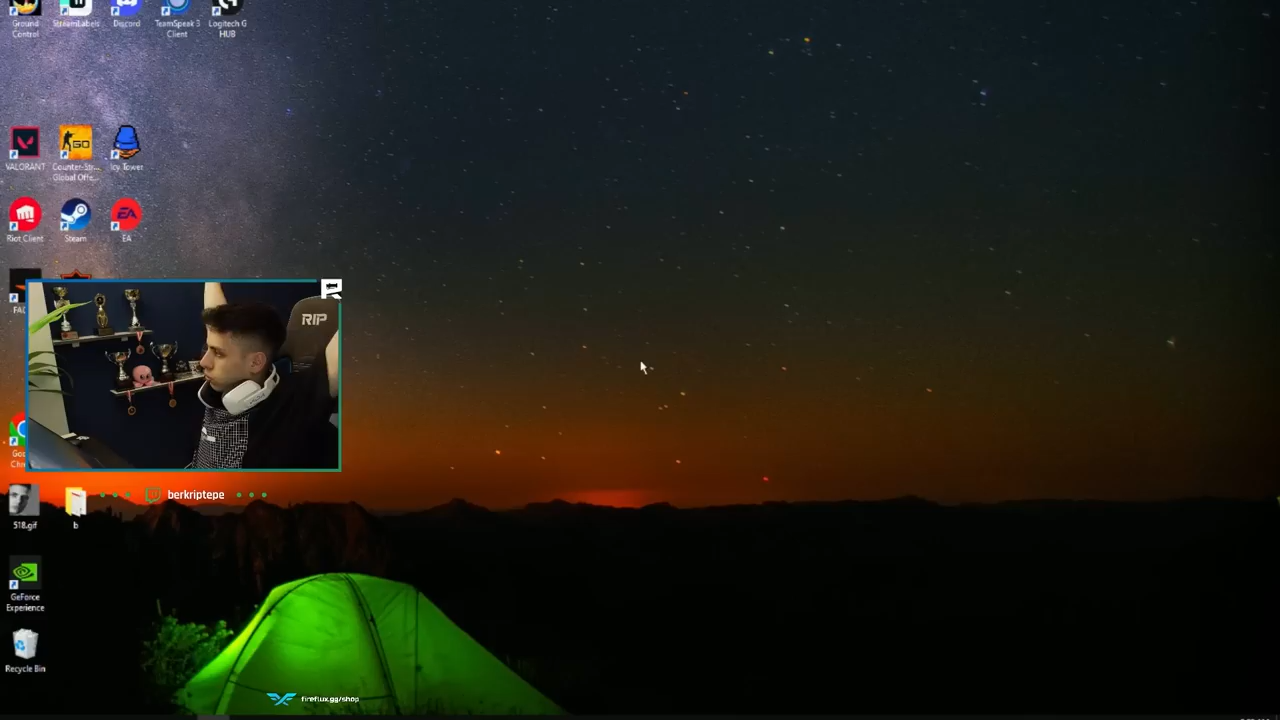 Ground Control
StreamLabels
Discord
TeamSpeak 3 Client
Logitech G HUB
VALORANT
Counter-Str... Global Offe...
Icy Tower
Riot Client
Steam
EA
RIP
berkriptepe
518.gif
b
GeForce Experience
Recycle Bin
fireflux.gg/shop